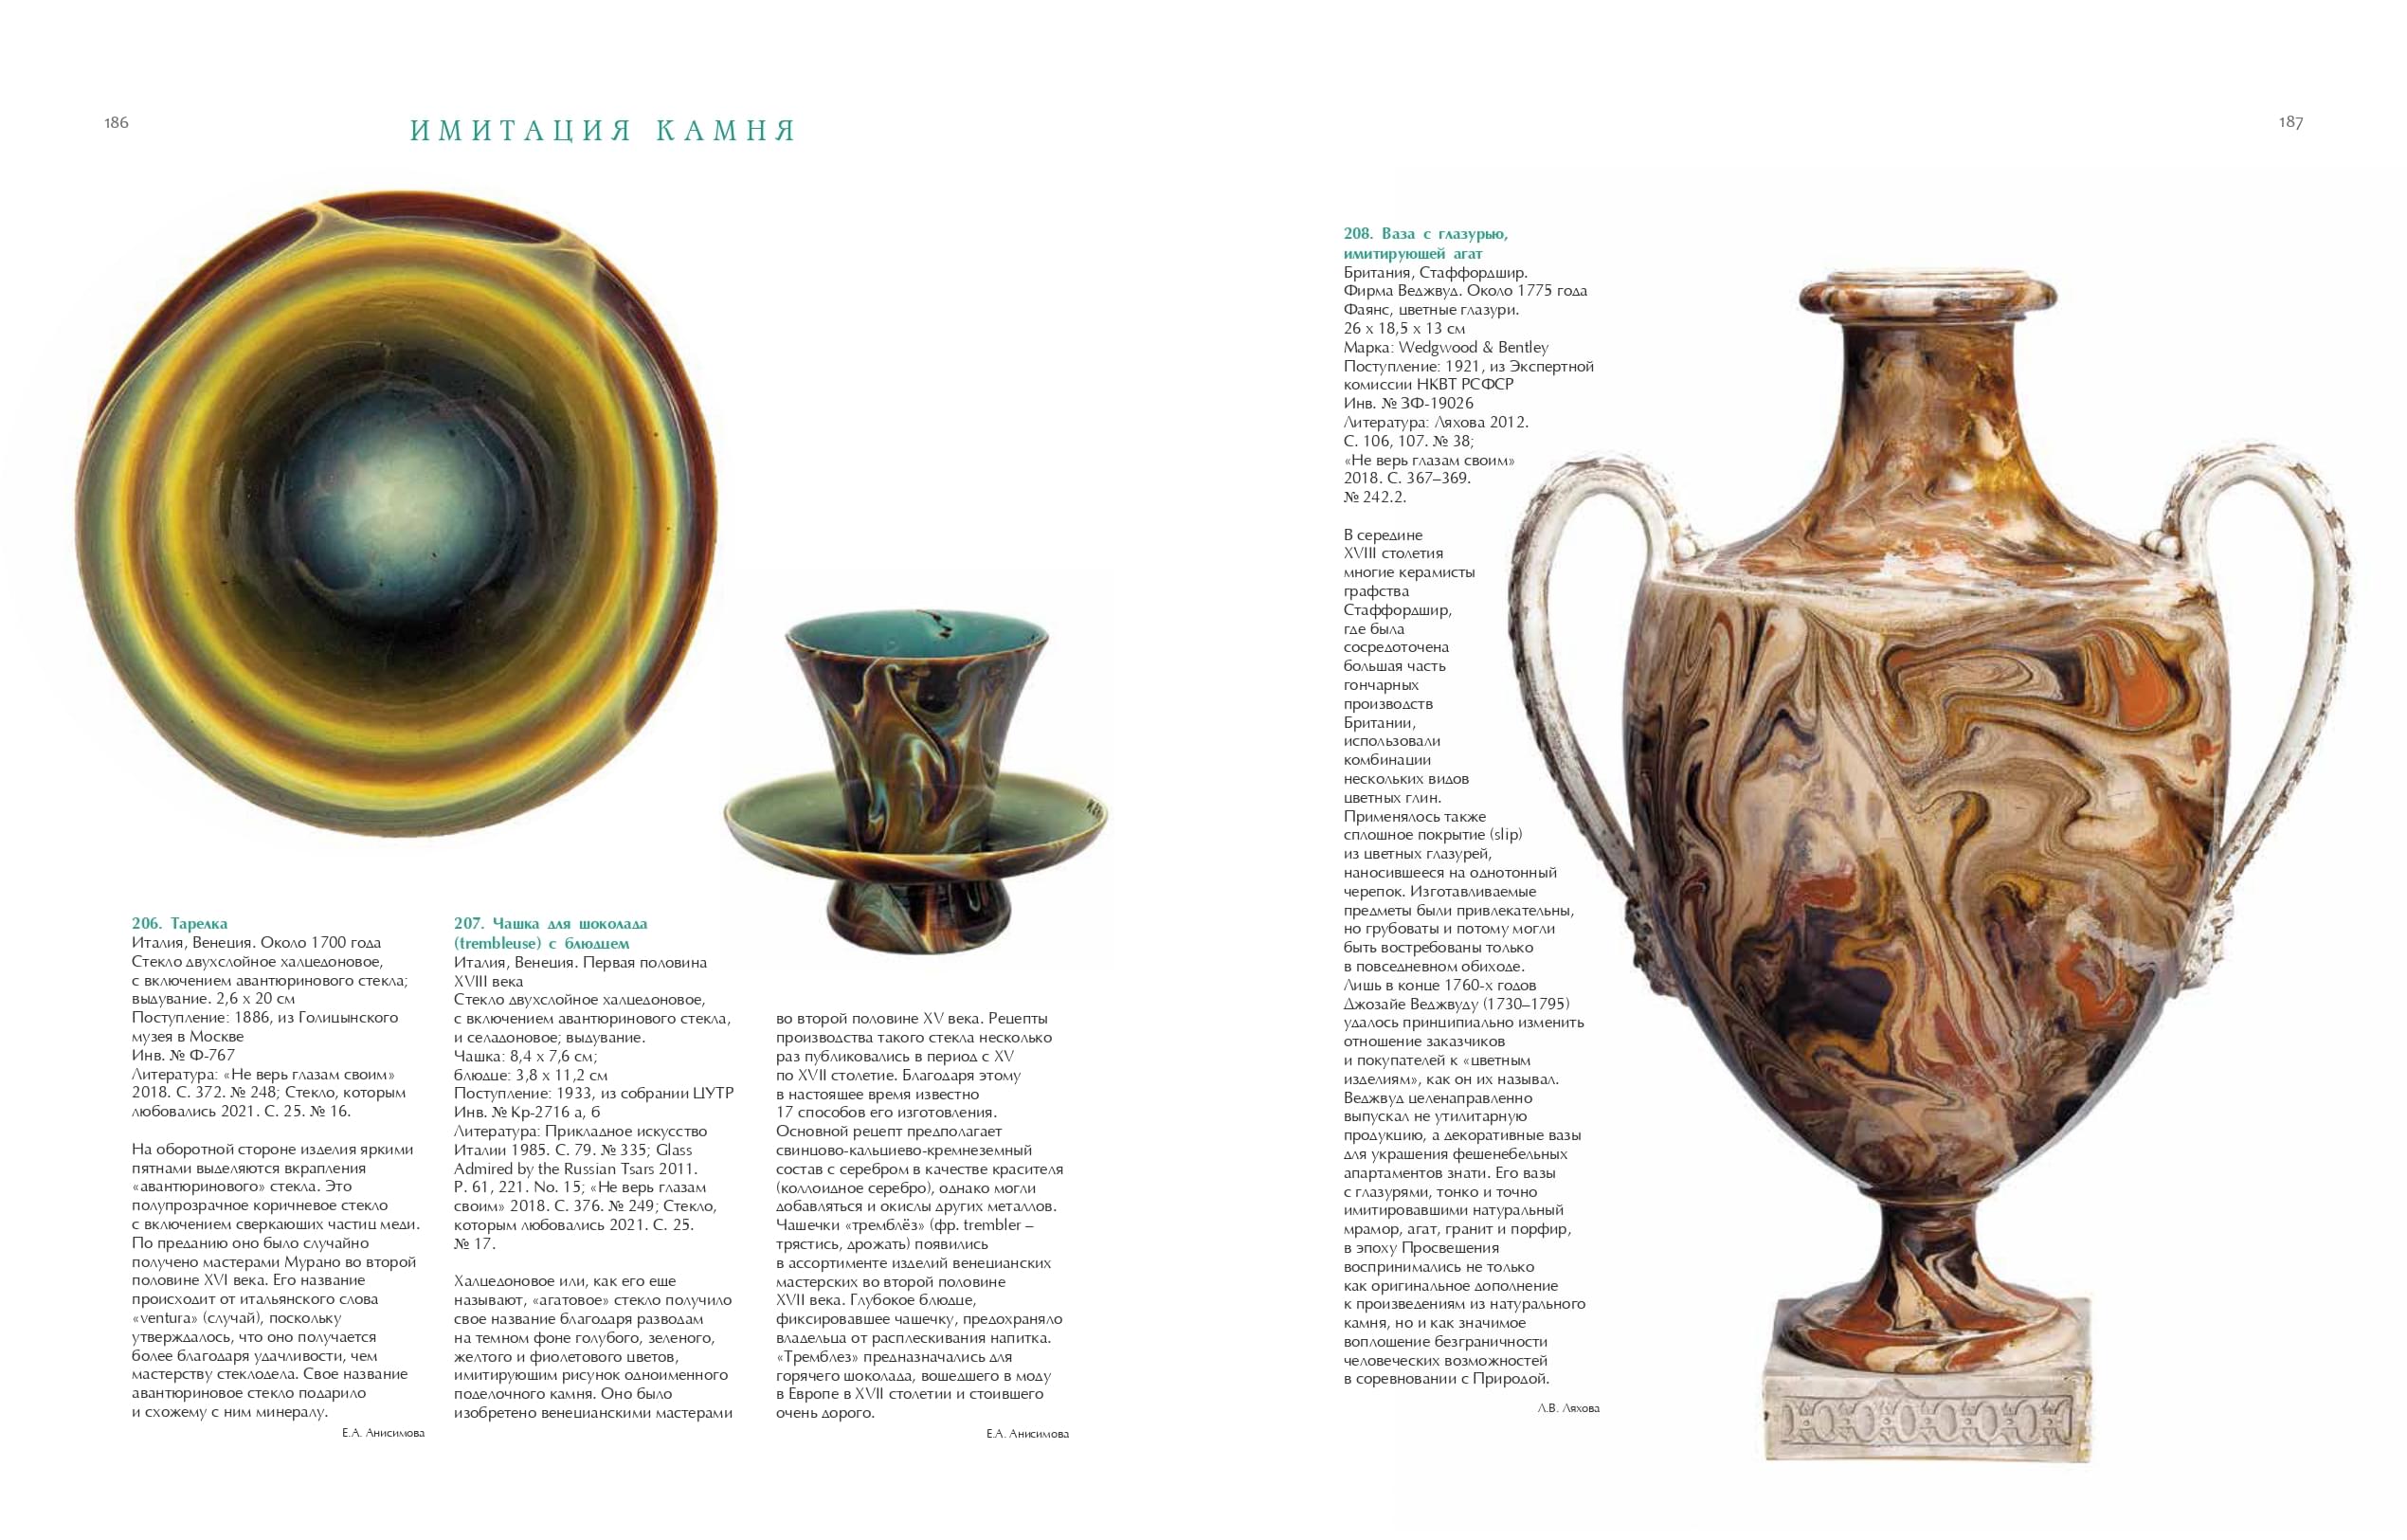 186
ИМИТАЦИЯ КАМНЯ
206. Тарелка
Италия, Венеция. Около 1700 года
Стекло двухслойное халцедоновое,
с включением авантюринового стекла;
выдувание. 2,6 x 20 см
Поступление: 1886, из Голицынского
музея в Москве
Инв. № Ф-767
Литература: «Не верь глазам своим»
2018. С. 372. № 248; Стекло, которым
любовались 2021. С. 25. № 16.
На оборотной стороне изделия яркими
пятнами выделяются вкрапления
«авантюринового» стекла. Это
полупрозрачное коричневое стекло
с включением сверкающих частиц меди.
По преданию оно было случайно
получено мастерами Мурано во второй
половине XVI века. Его название
происходит от итальянского слова
«ventura» (случай), поскольку
утверждалось, что оно получается
более благодаря удачливости, чем
мастерству стеклодела. Свое название
авантюриновое стекло подарило
и схожему с ним минералу.
Е.А. Анисимова
207. Чашка для шоколада
(trembleuse) с блюдцем
Италия, Венеция. Первая половина
XVIII века
Стекло двухслойное халцедоновое,
с включением авантюринового стекла,
и селадоновое; выдувание.
Чашка: 8,4 x 7,6 см;
блюдце: 3,8 x 11,2 см
Поступление: 1933, из собрании ЦУТР
Инв. № Кр-2716 а, б
Литература: Прикладное искусство
Италии 1985. С. 79. № 335; Glass
Admired by the Russian Tsars 2011.
P. 61, 221. No. 15; «Не верь глазам
своим» 2018. С. 376. № 249; Стекло,
которым любовались 2021. С. 25.
№ 17.
Халцедоновое или, как его еще
называют, «агатовое» стекло получило
свое название благодаря разводам
на темном фоне голубого, зеленого,
желтого и фиолетового цветов,
имитирующим рисунок одноименного
поделочного камня. Оно было
изобретено венецианскими мастерами
во второй половине XV века. Рецепты
производства такого стекла несколько
раз публиковались в период с XV
по XVII столетие. Благодаря этому
в настоящее время известно
17 способов его изготовления.
Основной рецепт предполагает
свинцово-кальциево-кремнеземный
состав с серебром в качестве красителя
(коллоидное серебро), однако могли
добавляться и окислы других металлов.
Чашечки «тремблёз» (фр. trembler –
трястись, дрожать) появились
в ассортименте изделий венецианских
мастерских во второй половине
XVII века. Глубокое блюдце,
фиксировавшее чашечку, предохраняло
владельца от расплескивания напитка.
«Тремблез» предназначались для
горячего шоколада, вошедшего в моду
в Европе в XVII столетии и стоившего
очень дорого.
Е.А. Анисимова
187
208. Ваза с глазурью,
имитирующей агат
Британия, Стаффордшир.
Фирма Веджвуд. Около 1775 года
Фаянс, цветные глазури.
26 x 18,5 x 13 см
Марка: Wedgwood & Bentley
Поступление: 1921, из Экспертной
комиссии НКВТ РСФСР
Инв. № ЗФ-19026
Литература: Ляхова 2012.
С. 106, 107. № 38;
«Не верь глазам своим»
2018. С. 367–369.
№ 242.2.
В середине
XVIII столетия
многие керамисты
графства
Стаффордшир,
где была
сосредоточена
большая часть
гончарных
производств
Британии,
использовали
комбинации
нескольких видов
цветных глин.
Применялось также
сплошное покрытие (slip)
из цветных глазурей,
наносившееся на однотонный
черепок. Изготавливаемые
предметы были привлекательны,
но грубоваты и потому могли
быть востребованы только
в повседневном обиходе.
Лишь в конце 1760-х годов
Джозайе Веджвуду (1730–1795)
удалось принципиально изменить
отношение заказчиков
и покупателей к «цветным
изделиям», как он их называл.
Веджвуд целенаправленно
выпускал не утилитарную
продукцию, а декоративные вазы
для украшения фешенебельных
апартаментов знати. Его вазы
с глазурями, тонко и точно
имитировавшими натуральный
мрамор, агат, гранит и порфир,
в эпоху Просвещения
воспринимались не только
как оригинальное дополнение
к произведениям из натурального
камня, но и как значимое
воплощение безграничности
человеческих возможностей
в соревновании с Природой.
Л.В. Ляхова